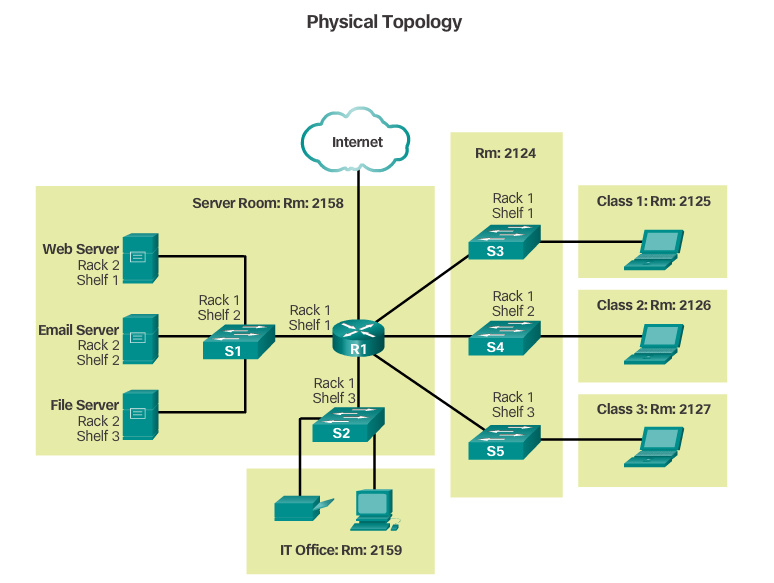 Physical Topology
Internet
Rm: 2124
Server Room: Rm: 2158
Rack 1
Shelf 1
S3
Class 1: Rm: 2125
Web Server
Rack 2
Shelf 1
Rack 1
Shelf 2
S1
Rack 1
Shelf 1
R1
Rack 1
Shelf 2
S4
Class 2: Rm: 2126
Email Server
Rack 2
Shelf 2
File Server
Rack 2
Shelf 3
Rack 1
Shelf 3
S2
Rack 1
Shelf 3
S5
Class 3: Rm: 2127
IT Office: Rm: 2159